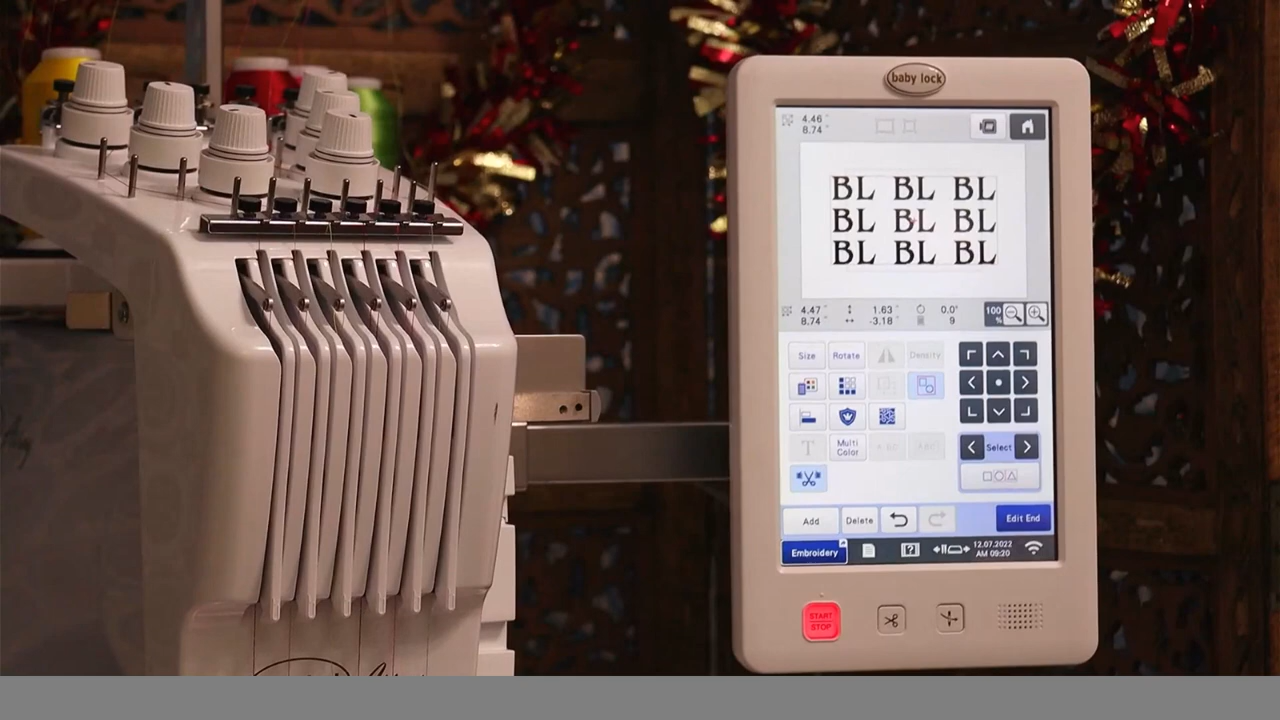 baby lock
4.46 "
8.74 "
BL BL BL
BL BL BL
BL BL BL
4.47 " 1.63 " 0.0°
8.74 " -3.18 " 9
100
%
Size Rotate Density
T Multi
Color
Select
Add Delete Edit End
Embroidery 12.07.2022
AM 09:20
START
STOP